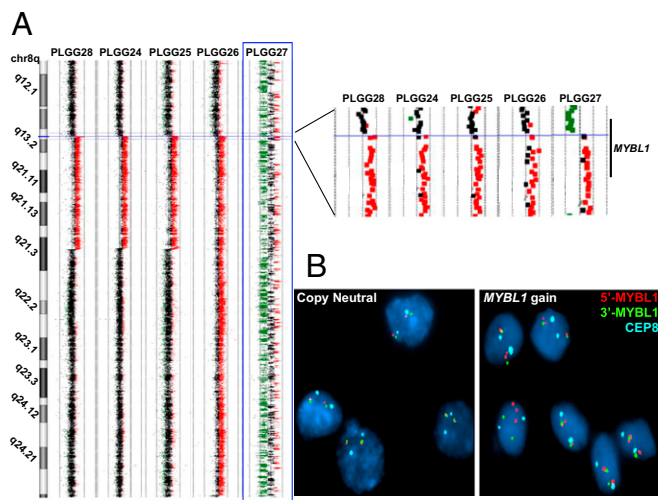 A
PLGG28 PLGG24 PLGG25 PLGG26 PLGG27
chr8q
q12.1
q13.2
q21.11
q21.13
q21.3
q22.2
q23.1
q23.3
q24.12
q24.21
PLGG28 PLGG24 PLGG25 PLGG26 PLGG27
MYBL1
B
Copy Neutral
MYBL1 gain
5'-MYBL1
3'-MYBL1
CEP8